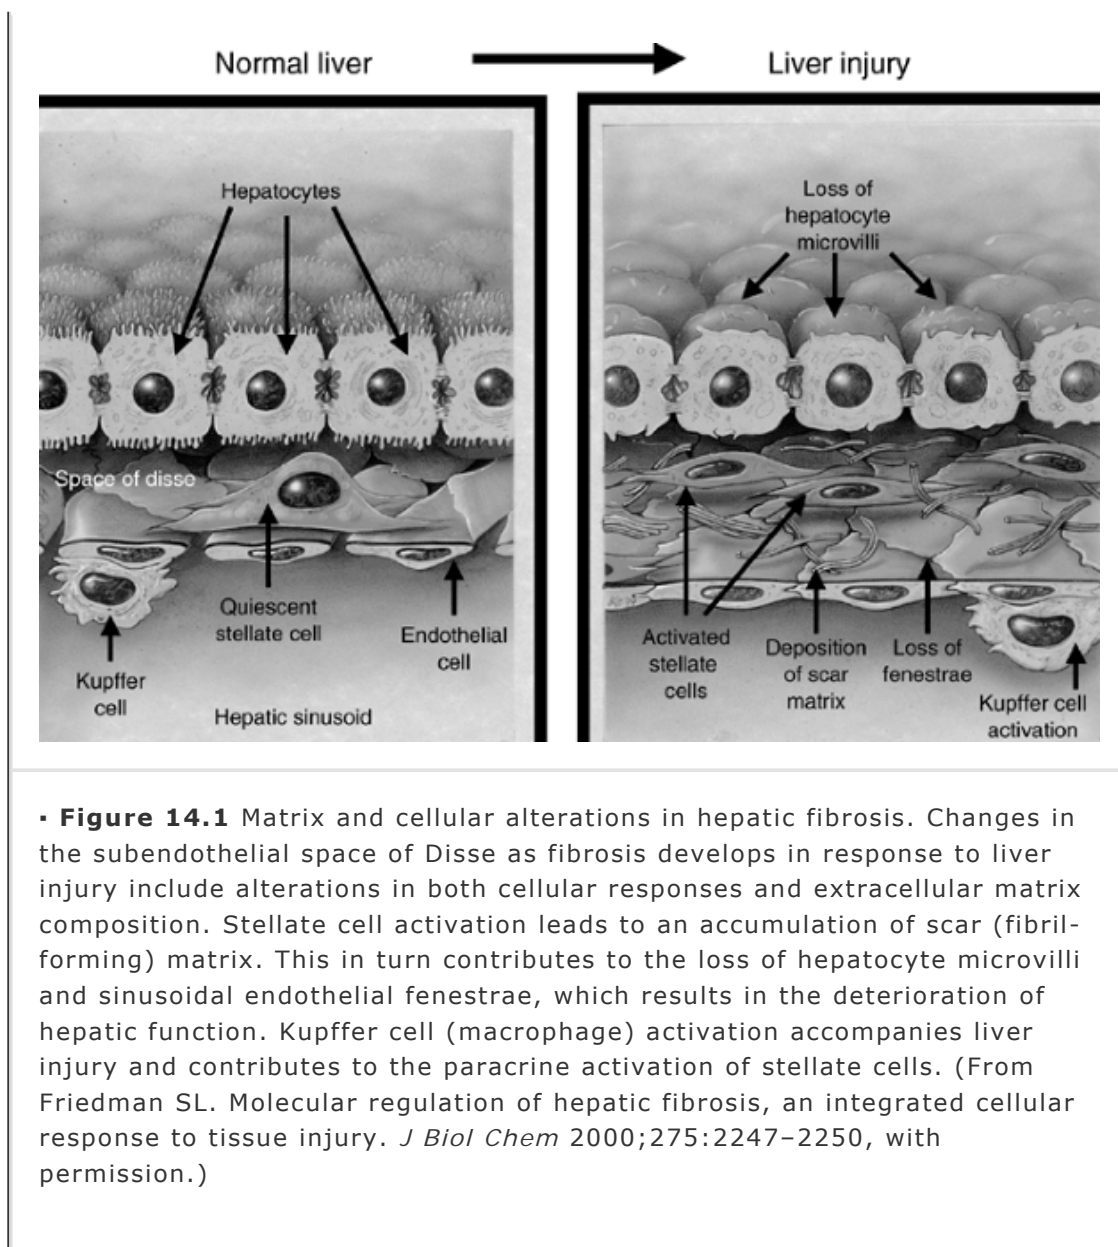 Normal liver
Liver injury
Hepatocytes
Space of disse
Quiescent
stellate cell
Endothelial
cell
Kupffer
cell
Hepatic sinusoid
Loss of
hepatocyte
microvilli
Activated
stellate
cells
Deposition
of scar
matrix
Loss of
fenestrae
Kupffer cell
activation
▪ Figure 14.1 Matrix and cellular alterations in hepatic fibrosis. Changes in
the subendothelial space of Disse as fibrosis develops in response to liver
injury include alterations in both cellular responses and extracellular matrix
composition. Stellate cell activation leads to an accumulation of scar (fibril-
forming) matrix. This in turn contributes to the loss of hepatocyte microvilli
and sinusoidal endothelial fenestrae, which results in the deterioration of
hepatic function. Kupffer cell (macrophage) activation accompanies liver
injury and contributes to the paracrine activation of stellate cells. (From
Friedman SL. Molecular regulation of hepatic fibrosis, an integrated cellular
response to tissue injury. J Biol Chem 2000;275:2247–2250, with
permission.)